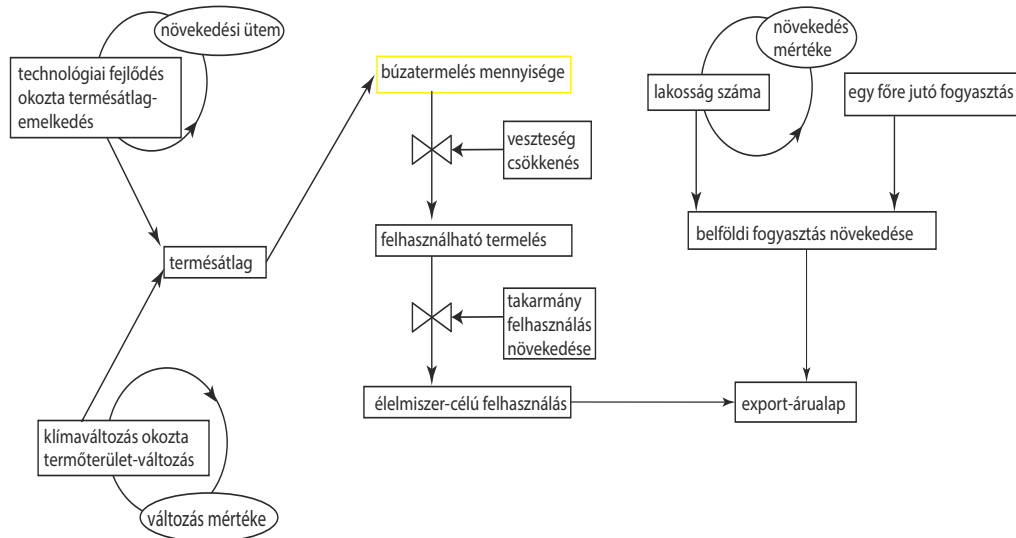 növekedési ütem
technológiai fejlődés
okozta termésátlag-
emelkedés
termésátlag
klímaváltozás okozta
termőterület-változás
változás mértéke
búzatermelés mennyisége
veszteség
csökkenés
felhasználható termelés
takarmány
felhasználás
növekedése
élelmiszer-célú felhasználás
növekedés
mértéke
lakosság száma
egy főre jutó fogyasztás
belföldi fogyasztás növekedése
export-árualap